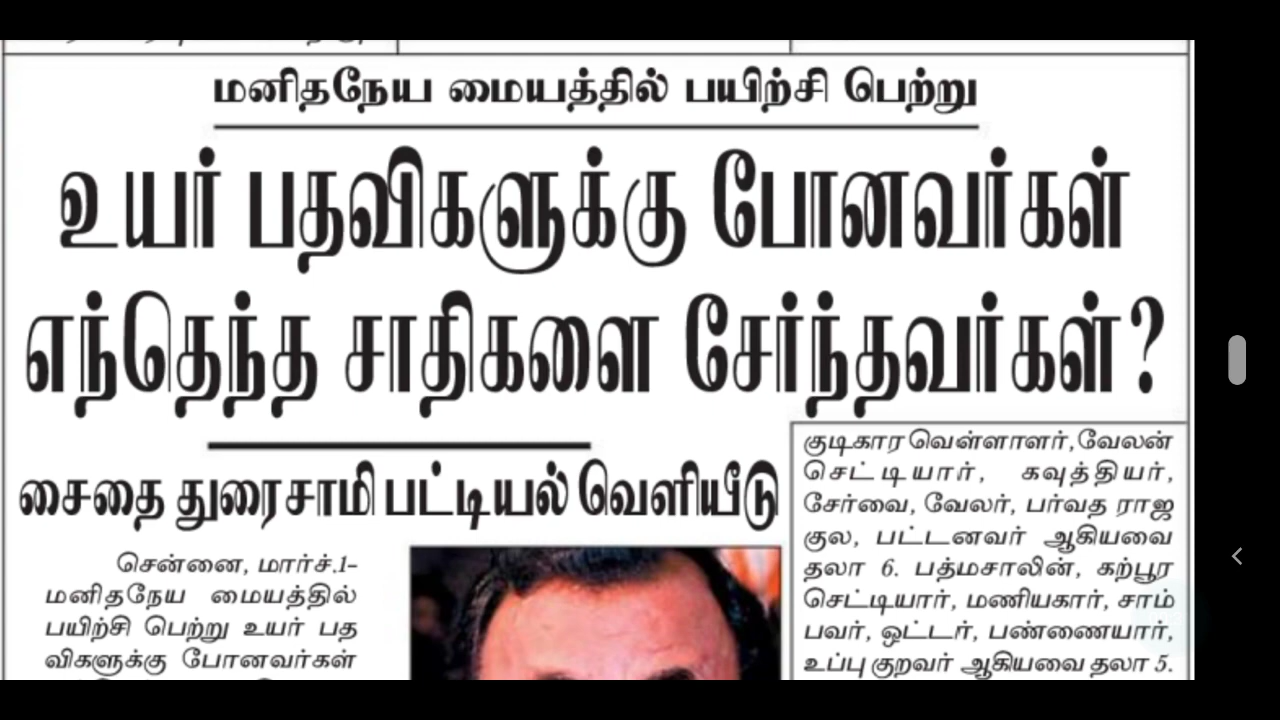 மனிதநேய மையத்தில் பயிற்சி பெற்று
உயர் பதவிகளுக்கு போனவர்கள்
எந்தெந்த சாதிகளை சேர்ந்தவர்கள்?
சைதை துரைசாமி பட்டியல் வெளியீடு
சென்னை, மார்ச்.1-
மனிதநேய மையத்தில்
பயிற்சி பெற்று உயர் பத
விகளுக்கு போனவர்கள்
குடிகார வெள்ளாளர்,வேலன்
செட்டியார், கவுத்தியர்,
சேர்வை, வேலர், பர்வத ராஜ
குல, பட்டனவர் ஆகியவை
தலா 6. பத்மசாலின், கற்பூர
செட்டியார், மணியகார், சாம்
பவர், ஒட்டர், பண்ணையார்,
உப்பு குறவர் ஆகியவை தலா 5.